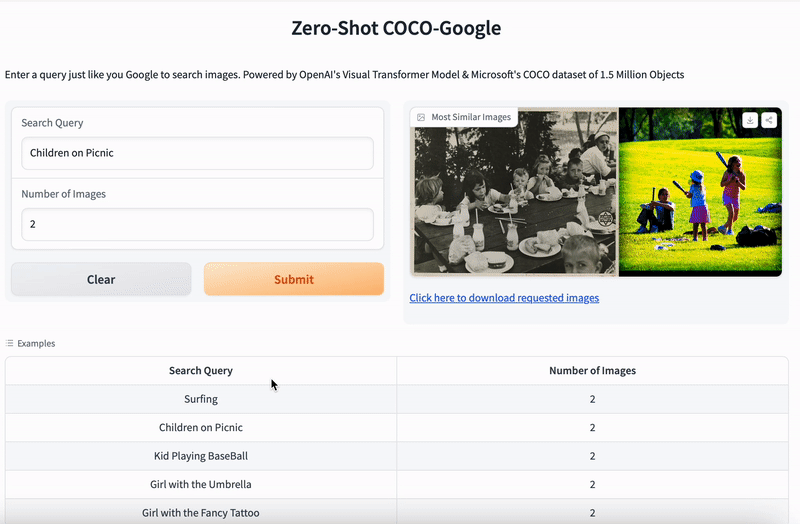 Zero-Shot COCO-Google
Enter a query just like you Google to search images. Powered by OpenAI's Visual Transformer Model & Microsoft's COCO dataset of 1.5 Million Objects
Search Query
Children on Picnic
Number of Images
2
Clear
Submit
Most Similar Images
Click here to download requested images
Examples
Search Query
Number of Images
Surfing
2
Children on Picnic
2
Kid Playing BaseBall
2
Girl with the Umbrella
2
Girl with the Fancy Tattoo
2